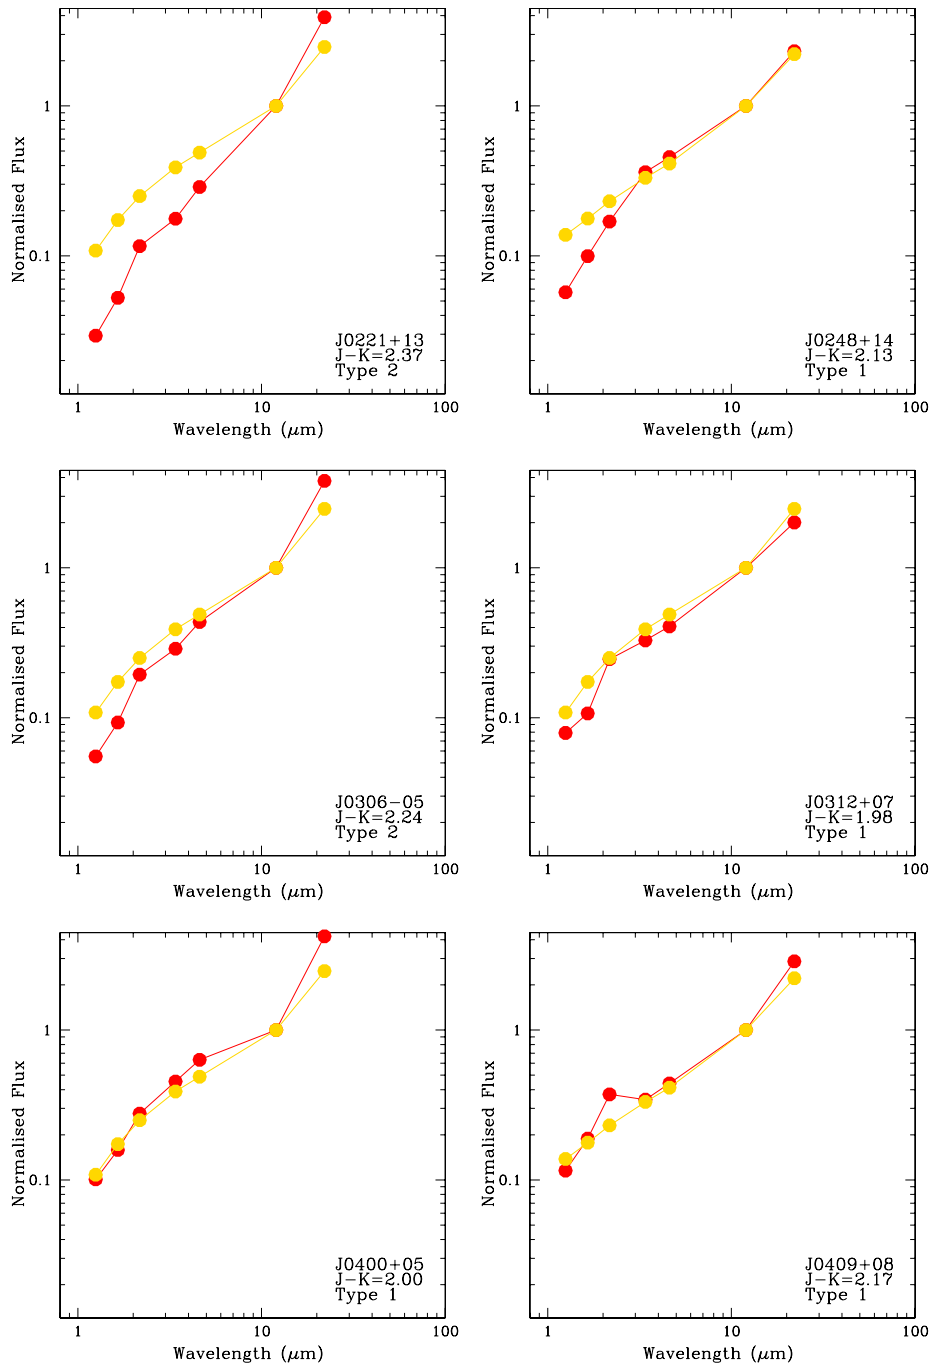 1
0.1
Normalised Flux
J0221+13
J−K=2.37
Type 2
1
10
100
Wavelength (μm)
1
0.1
Normalised Flux
J0248+14
J−K=2.13
Type 1
1
10
100
Wavelength (μm)
1
0.1
Normalised Flux
J0306−05
J−K=2.24
Type 2
1
10
100
Wavelength (μm)
1
0.1
Normalised Flux
J0312+07
J−K=1.98
Type 1
1
10
100
Wavelength (μm)
1
0.1
Normalised Flux
J0400+05
J−K=2.00
Type 1
1
10
100
Wavelength (μm)
1
0.1
Normalised Flux
J0409+08
J−K=2.17
Type 1
1
10
100
Wavelength (μm)